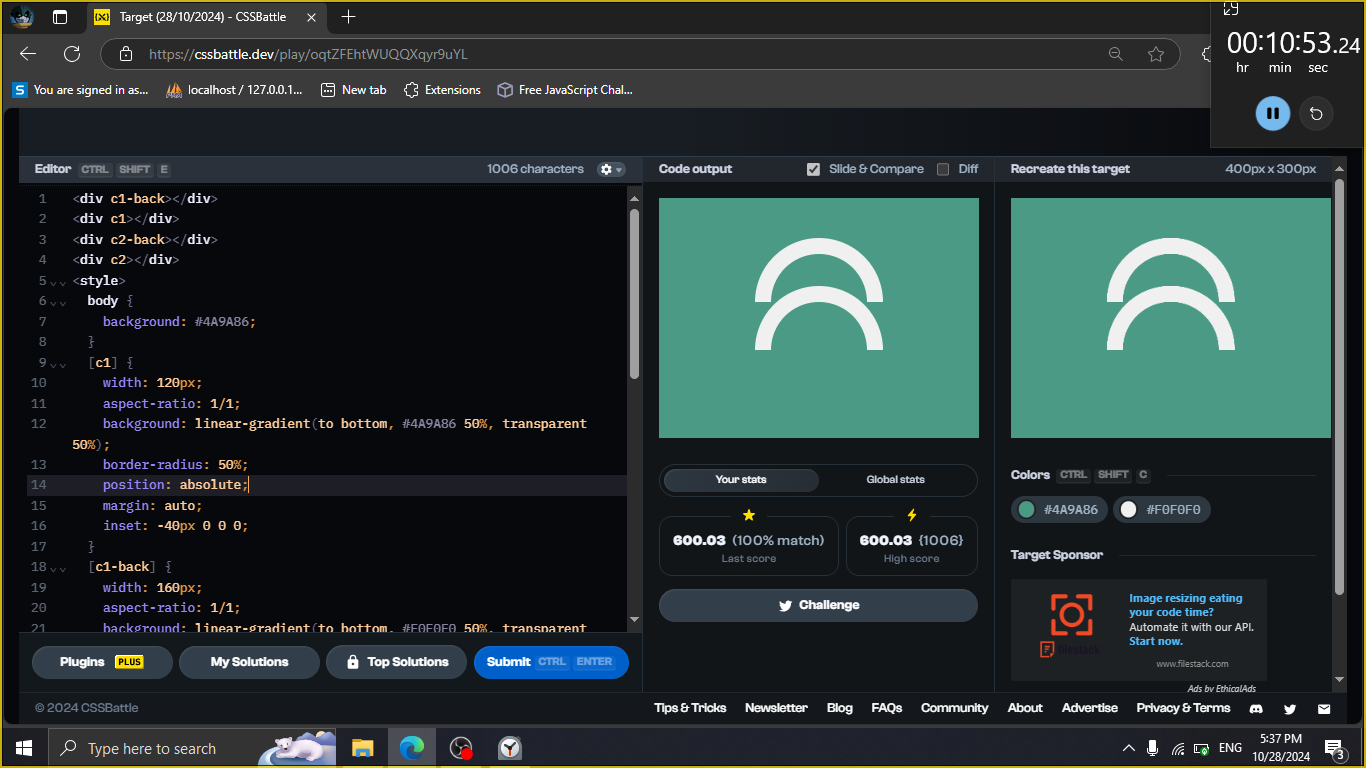 Target (28/10/2024) - CSSBattle
00:10:53.24
hr min sec
https://cssbattle.dev/play/oqtZFEhtWUQQXqyr9uYL
You are signed in as...
localhost / 127.0.0.1...
New tab
Extensions
Free JavaScript Chal...
Editor CTRL SHIFT E
1006 characters
Code output
Slide & Compare
Diff
Recreate this target
400px x 300px
1 <div c1-back></div>
2 <div c1></div>
3 <div c2-back></div>
4 <div c2></div>
5 <style>
6 body {
7 background: #4A9A86;
8 }
9 [c1] {
10 width: 120px;
11 aspect-ratio: 1/1;
12 background: linear-gradient(to bottom, #4A9A86 50%, transparent
50%);
13 border-radius: 50%;
14 position: absolute;
15 margin: auto;
16 inset: -40px 0 0 0;
17 }
18 [c1-back] {
19 width: 160px;
20 aspect-ratio: 1/1;
21 background: linear-gradient(to bottom, #F0F0F0 50%, transparent
Your stats
Global stats
600.03 (100% match)
Last score
600.03 {1006}
High score
Challenge
Colors CTRL SHIFT C
#4A9A86
#F0F0F0
Target Sponsor
Image resizing eating
your code time?
Automate it with our API.
Start now.
filestack
www.filestack.com
Ads by EthicalAds
Plugins PLUS
My Solutions
Top Solutions
Submit CTRL ENTER
© 2024 CSSBattle
Tips & Tricks
Newsletter
Blog
FAQs
Community
About
Advertise
Privacy & Terms
Type here to search
ENG
5:37 PM
10/28/2024
3